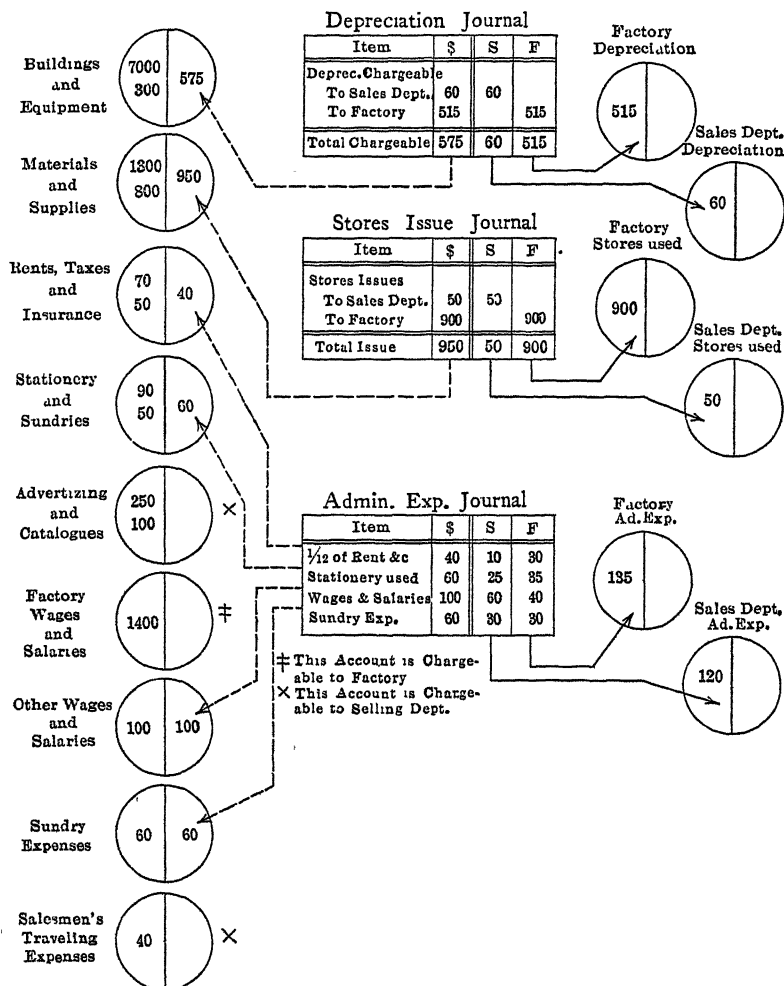 Depreciation Journal
Item $ S F
Deprec. Chargeable
To Sales Dept. 60 60
To Factory 515 515
Total Chargeable 575 60 515
Factory
Depreciation
515
Sales Dept.
Depreciation
60
Buildings
and
Equipment
7000
300
575
Materials
and
Supplies
1300
800
950
Stores Issue Journal
Item $ S F
Stores Issues
To Sales Dept. 50 50
To Factory 900 900
Total Issue 950 50 900
Factory
Stores used
900
Sales Dept.
Stores used
50
Rents, Taxes
and
Insurance
70
50
40
Stationery
and
Sundries
90
50
60
Advertizing
and
Catalogues
250
100
×
Admin. Exp. Journal
Item $ S F
1/12 of Rent &c 40 10 30
Stationery used 60 25 35
Wages & Salaries 100 60 40
Sundry Exp. 60 30 30
Factory
Ad. Exp.
135
Sales Dept.
Ad. Exp.
120
‡ This Account is Charge-
able to Factory
× This Account is Charge-
able to Selling Dept.
Factory
Wages
and
Salaries
1400
‡
Other Wages
and
Salaries
100
100
Sundry
Expenses
60
60
Salesmen's
Traveling
Expenses
40
×